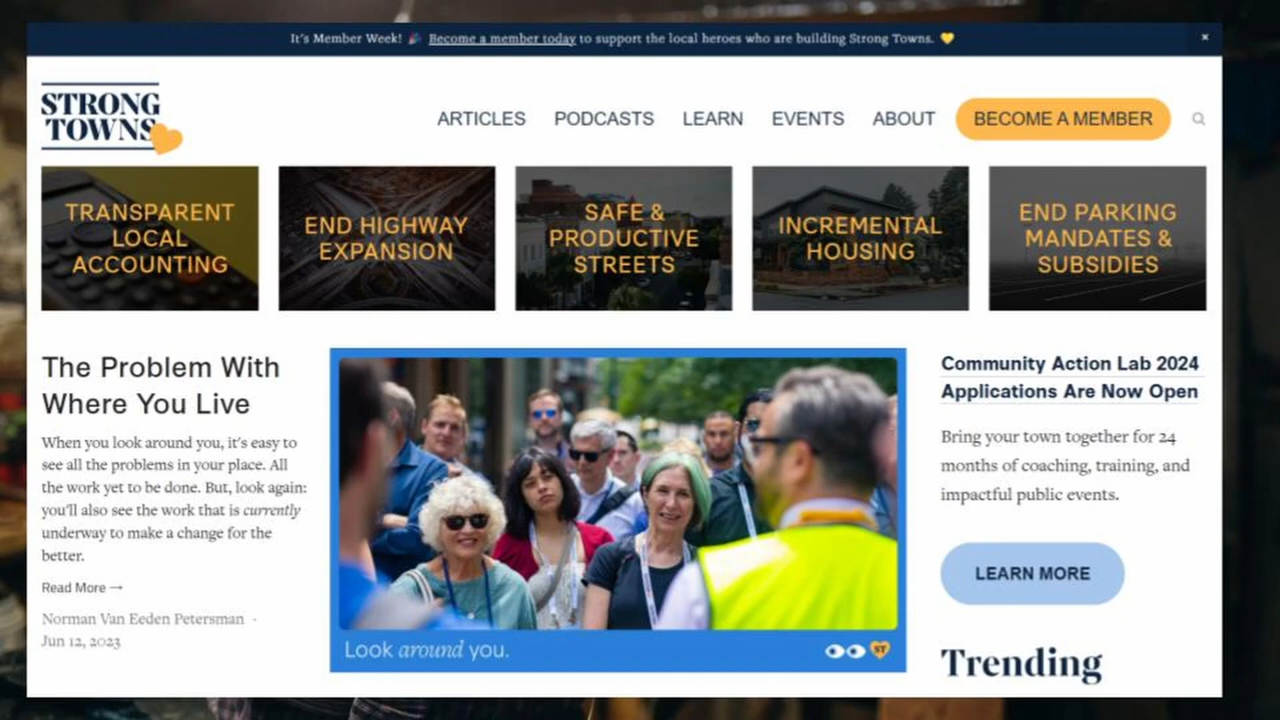 It's Member Week! 🎉 Become a member today to support the local heroes who are building Strong Towns. 💛
×
STRONG
TOWNS
ARTICLES
PODCASTS
LEARN
EVENTS
ABOUT
BECOME A MEMBER
TRANSPARENT
LOCAL
ACCOUNTING
END HIGHWAY
EXPANSION
SAFE &
PRODUCTIVE
STREETS
INCREMENTAL
HOUSING
END PARKING
MANDATES &
SUBSIDIES
The Problem With
Where You Live
When you look around you, it's easy to
see all the problems in your place. All
the work yet to be done. But, look again:
you'll also see the work that is currently
underway to make a change for the
better.
Read More →
Norman Van Eeden Petersman ·
Jun 12, 2023
Look around you.
ST
Community Action Lab 2024
Applications Are Now Open
Bring your town together for 24
months of coaching, training, and
impactful public events.
LEARN MORE
Trending